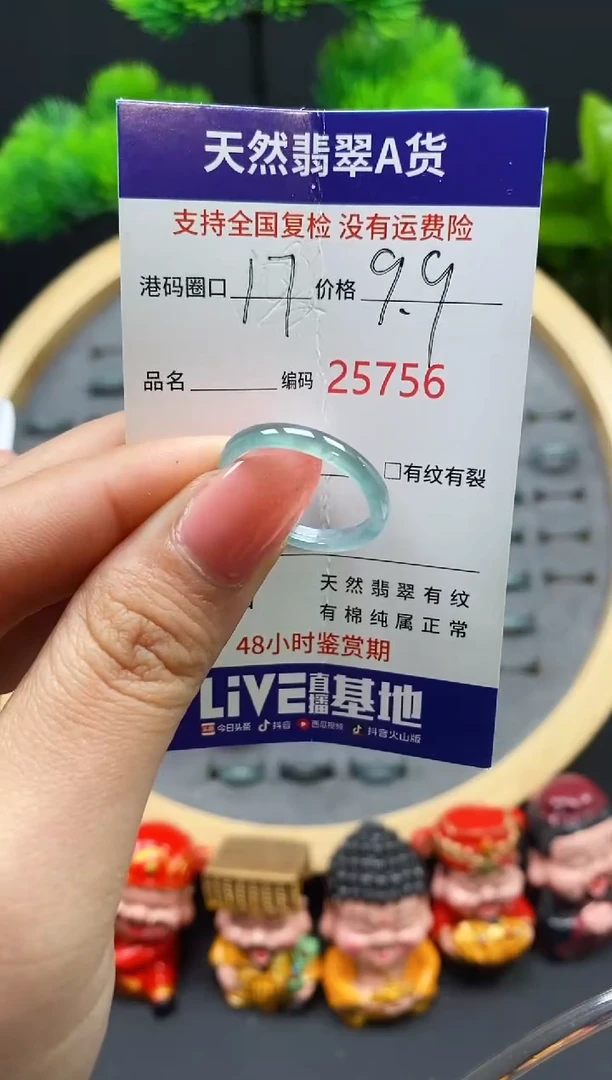 天然翡翠A货
支持全国复检 没有运费险
港码圈口 17 价格 9.9
品名 编码 25756
□有纹有裂
天然翡翠有纹
有棉纯属正常
48小时鉴赏期
LiVE直播基地
今日头条 抖音 西瓜视频 抖音火山版